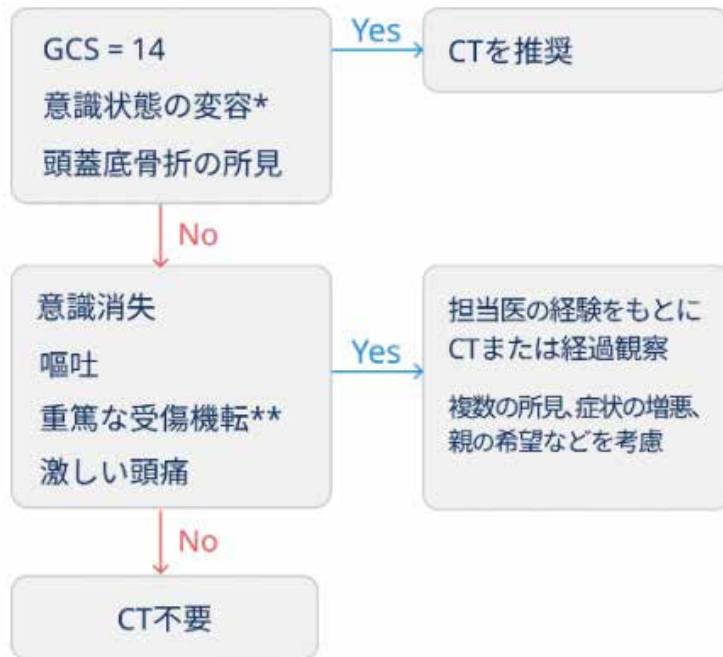 GCS = 14
意識状態の変容*
頭蓋底骨折の所見
Yes
CTを推奨
No
意識消失
嘔吐
重篤な受傷機転**
激しい頭痛
Yes
担当医の経験をもとに
CTまたは経過観察
複数の所見、症状の増悪、
親の希望などを考慮
No
CT不要